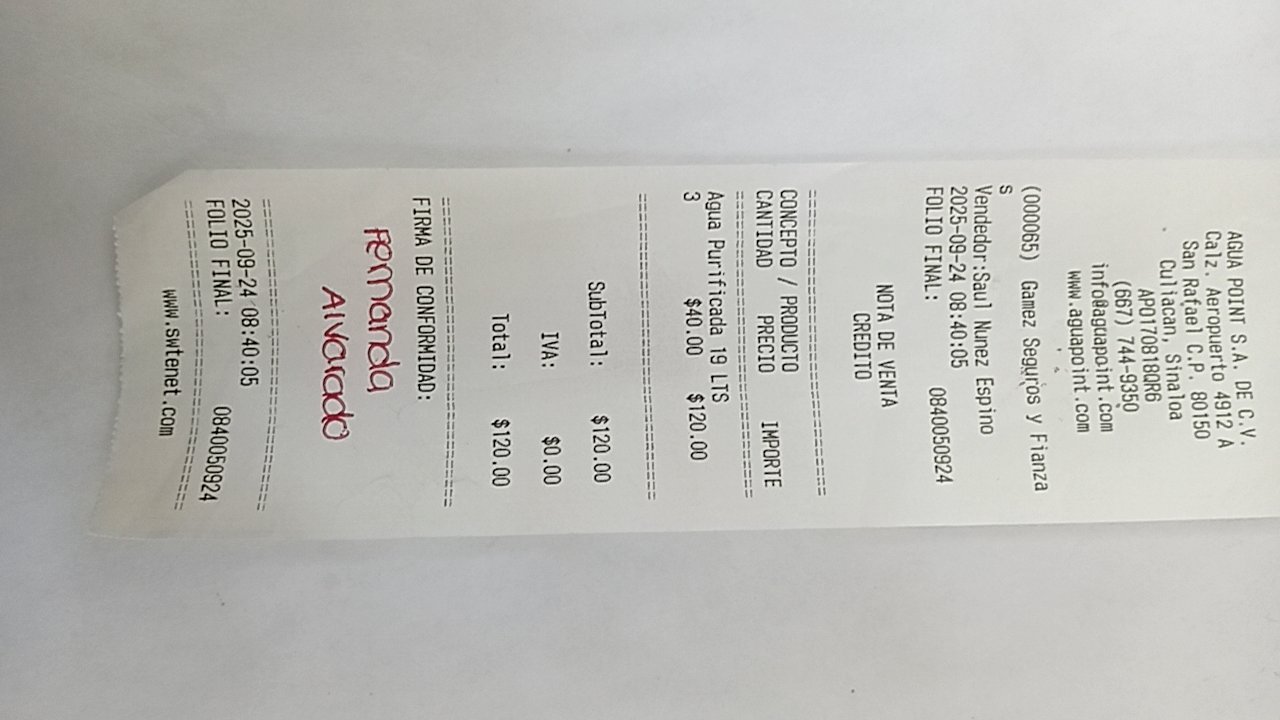 AGUA POINT S.A. DE C.V.
Calz. Aeropuerto 4912 A
San Rafael C.P. 80150
Culiacan, Sinaloa
APO170818QR6
(667) 744-9350
info@aguapoint.com
www.aguapoint.com
(000065) Gamez Seguros y Fianza
s
Vendedor:Saul Nunez Espino
2025-09-24 08:40:05
FOLIO FINAL: 0840050924
NOTA DE VENTA
CREDITO
==============================
CONCEPTO / PRODUCTO
CANTIDAD PRECIO IMPORTE
==============================
Agua Purificada 19 LTS
3 $40.00 $120.00
==============================
SubTotal: $120.00
IVA: $0.00
Total: $120.00
==============================
FIRMA DE CONFORMIDAD:
Fernanda
Alvarado
==============================
2025-09-24 08:40:05
FOLIO FINAL: 0840050924
==============================
www.swtenet.com